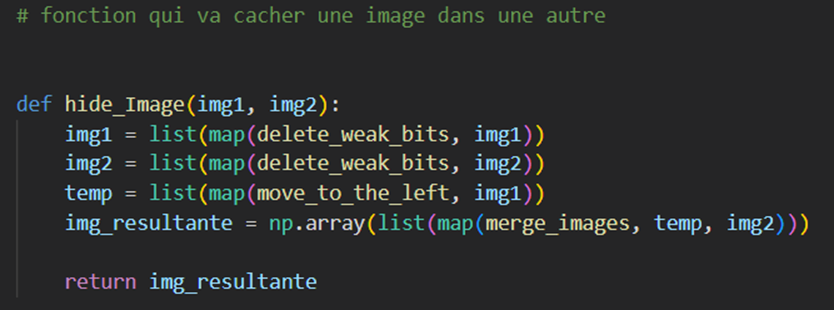 # fonction qui va cacher une image dans une autre
def hide_Image(img1, img2):
    img1 = list(map(delete_weak_bits, img1))
    img2 = list(map(delete_weak_bits, img2))
    temp = list(map(move_to_the_left, img1))
    img_resultante = np.array(list(map(merge_images, temp, img2)))
    return img_resultante